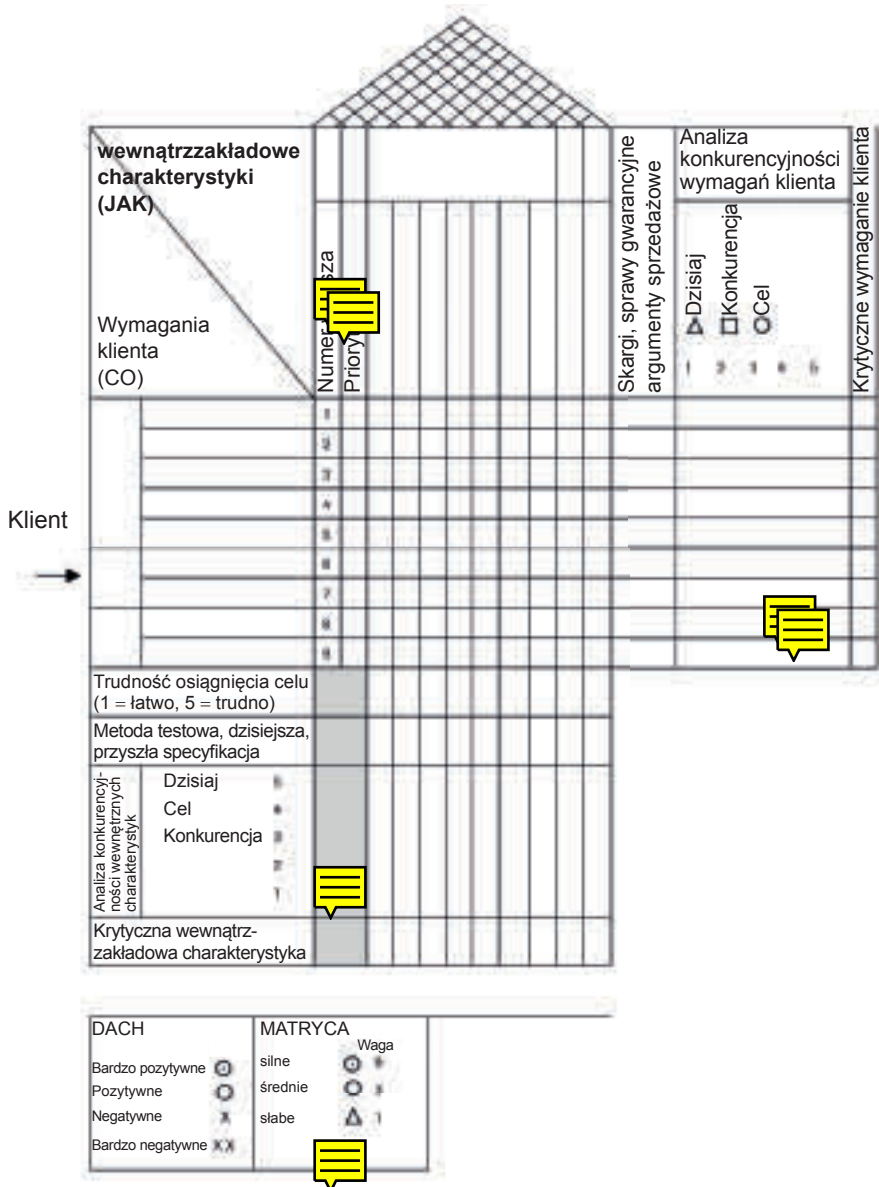 wewnątrzzakładowe
charakterystyki
(JAK)
Wymagania
klienta
(CO)
Numer
Skargi, sprawy gwarancyjne
argumenty sprzedażowe
Analiza
konkurencyjności
wymagań klienta
Dzisiaj
Konkurencja
Cel
1 2 3 4 5
Krytyczne wymaganie klienta
Klient
1
2
3
4
5
6
7
8
9
Trudność osiągnięcia celu
(1 = łatwo, 5 = trudno)
Metoda testowa, dzisiejsza,
przyszła specyfikacja
Analiza konkurencyj-
ności wewnętrznych
charakterystyk
Dzisiaj 5
Cel 4
Konkurencja 3
2
1
Krytyczna wewnątrz-
zakładowa charakterystyka
DACH
Bardzo pozytywne
Pozytywne
Negatywne X
Bardzo negatywne XX
MATRYCA
Waga
silne
średnie
słabe 1